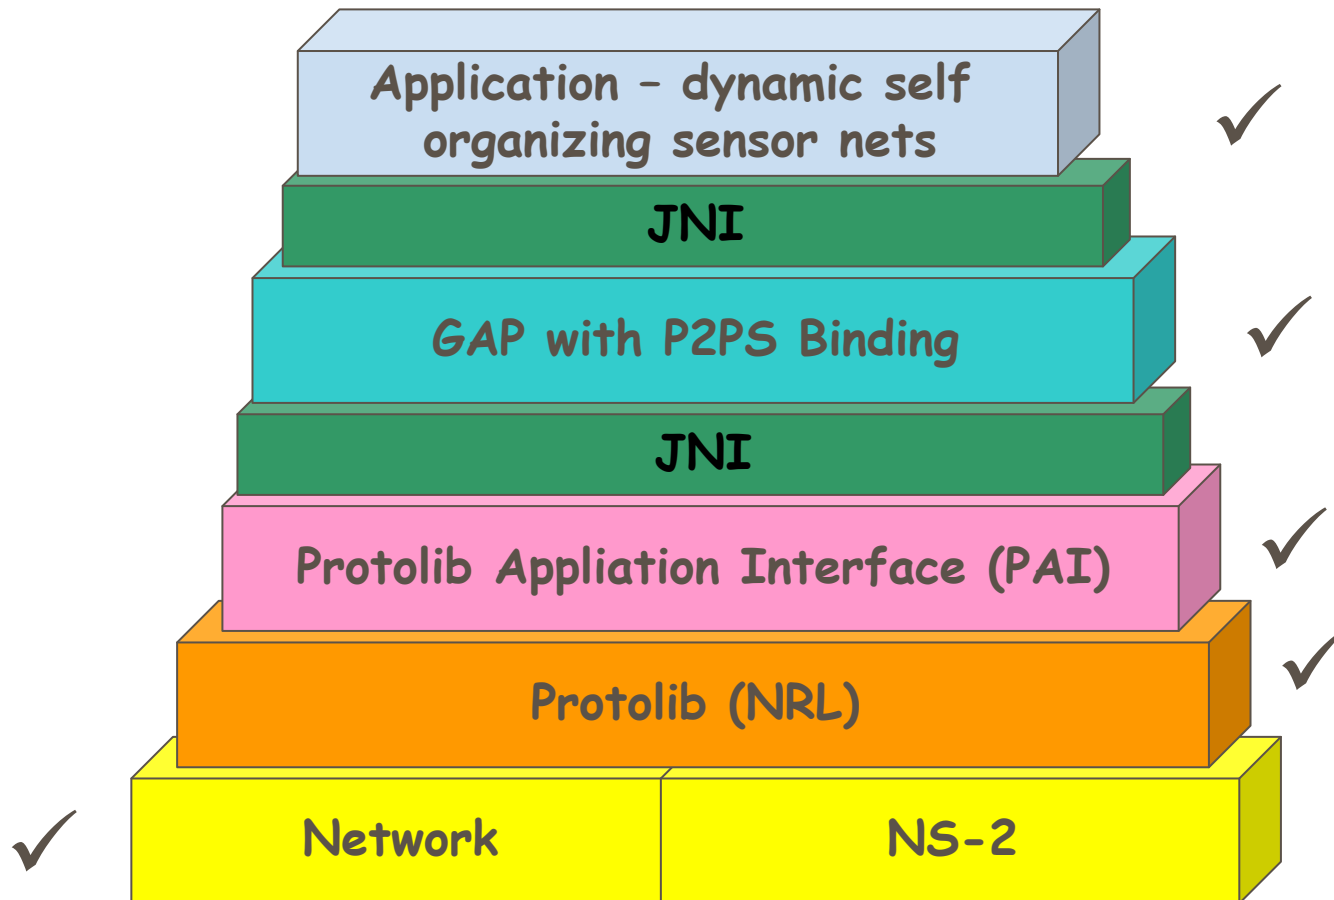 Application – dynamic self
organizing sensor nets
JNI
GAP with P2PS Binding
JNI
Protolib Appliation Interface (PAI)
Protolib (NRL)
Network
NS-2